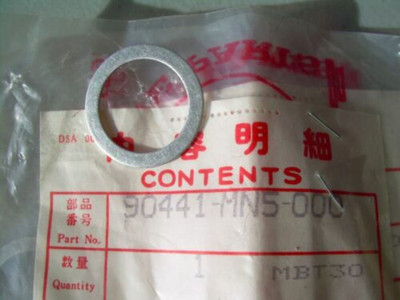 DSA
内容明細
CONTENTS
部品
番号
Part No.
90441-MN5-000
数量
Quantity
1
MBT30